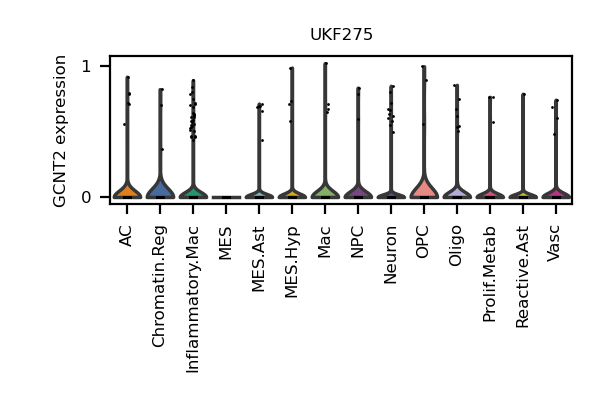 UKF275
GCNT2 expression
1
0
AC
Chromatin.Reg
Inflammatory.Mac
MES
MES.Ast
MES.Hyp
Mac
NPC
Neuron
OPC
Oligo
Prolif.Metab
Reactive.Ast
Vasc